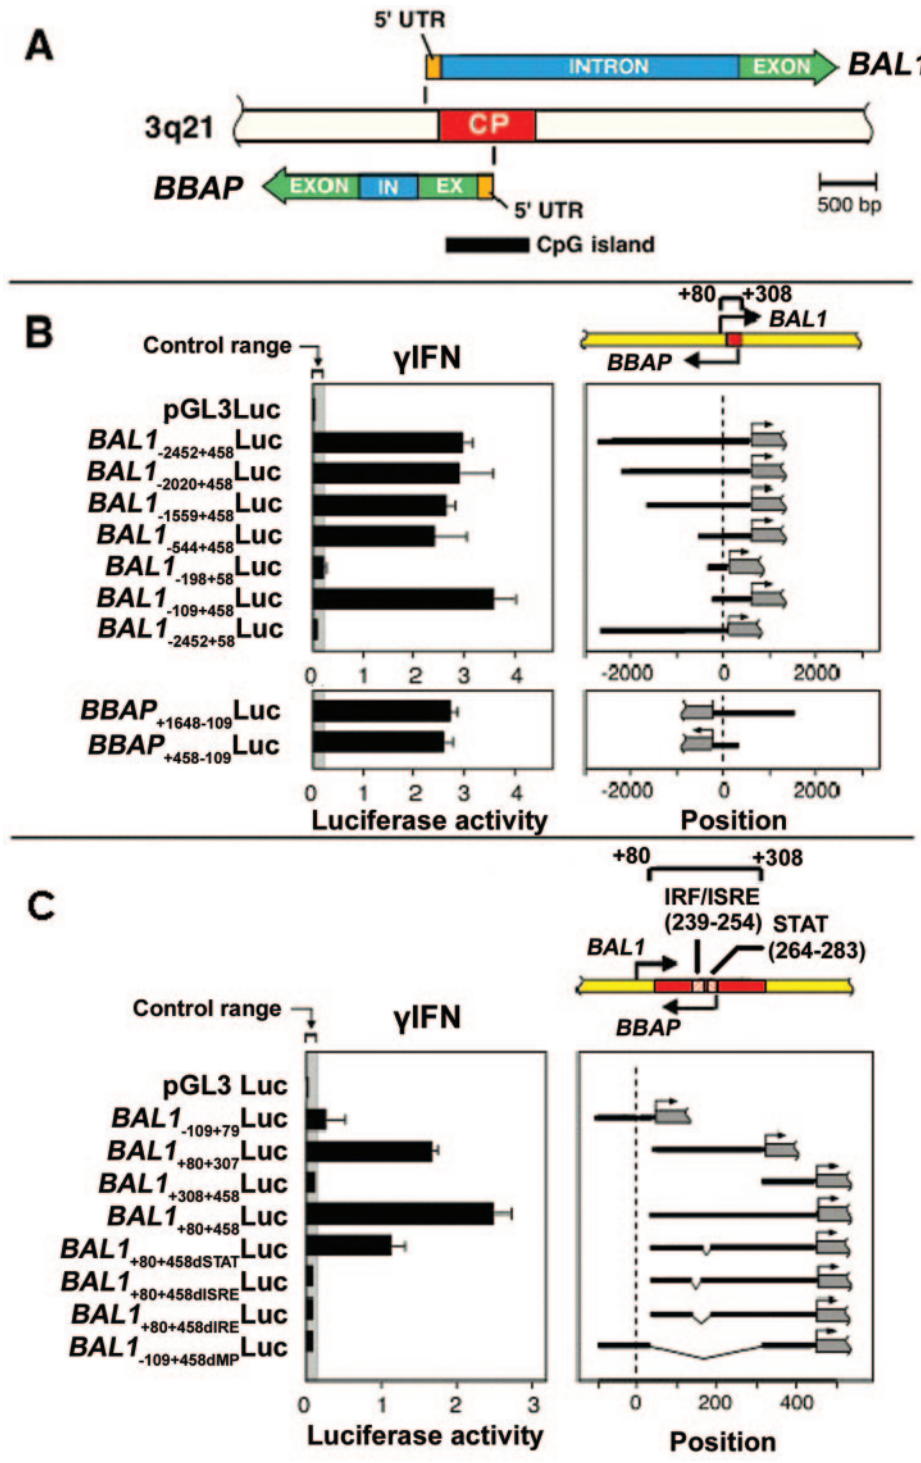 A
5' UTR
INTRON EXON BAL1
3q21 CP
BBAP EXON IN EX
5' UTR
500 bp
CpG island
B
+80 +308
BAL1
BBAP
Control range
γIFN
pGL3Luc
BAL1-2452+458Luc
BAL1-2020+458Luc
BAL1-1559+458Luc
BAL1-544+458Luc
BAL1-198+58Luc
BAL1-109+458Luc
BAL1-2452+58Luc
0 1 2 3 4
-2000 0 2000
BBAP+1648-109Luc
BBAP+458-109Luc
0 1 2 3 4
-2000 0 2000
Luciferase activity
Position
C
+80 +308
IRF/ISRE
(239-254)
STAT
(264-283)
BAL1
BBAP
Control range
γIFN
pGL3 Luc
BAL1-109+79Luc
BAL1+80+307Luc
BAL1+308+458Luc
BAL1+80+458Luc
BAL1+80+458dSTATLuc
BAL1+80+458dISRELuc
BAL1+80+458dIRELuc
BAL1-109+458dMPLuc
0 1 2 3
0 200 400
Luciferase activity
Position